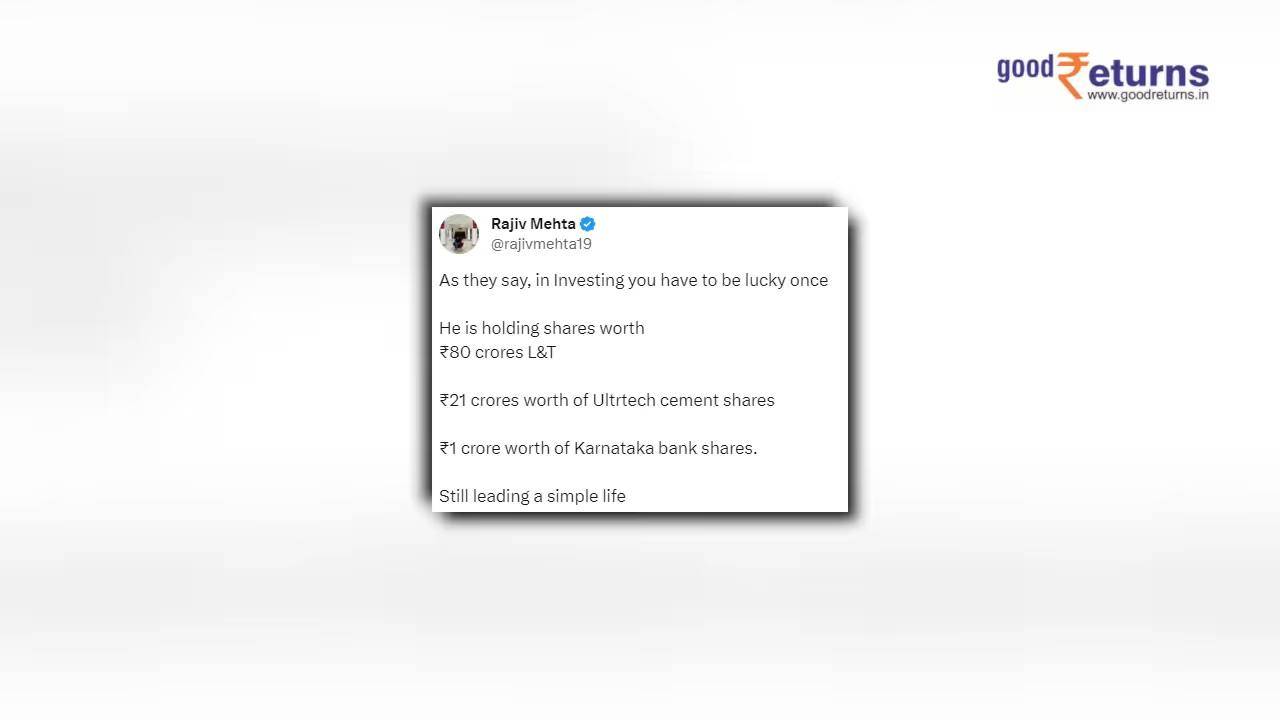 good ₹eturns
www.goodreturns.in
Rajiv Mehta
@rajivmehta19
As they say, in Investing you have to be lucky once
He is holding shares worth
₹80 crores L&T
₹21 crores worth of Ultrtech cement shares
₹1 crore worth of Karnataka bank shares.
Still leading a simple life